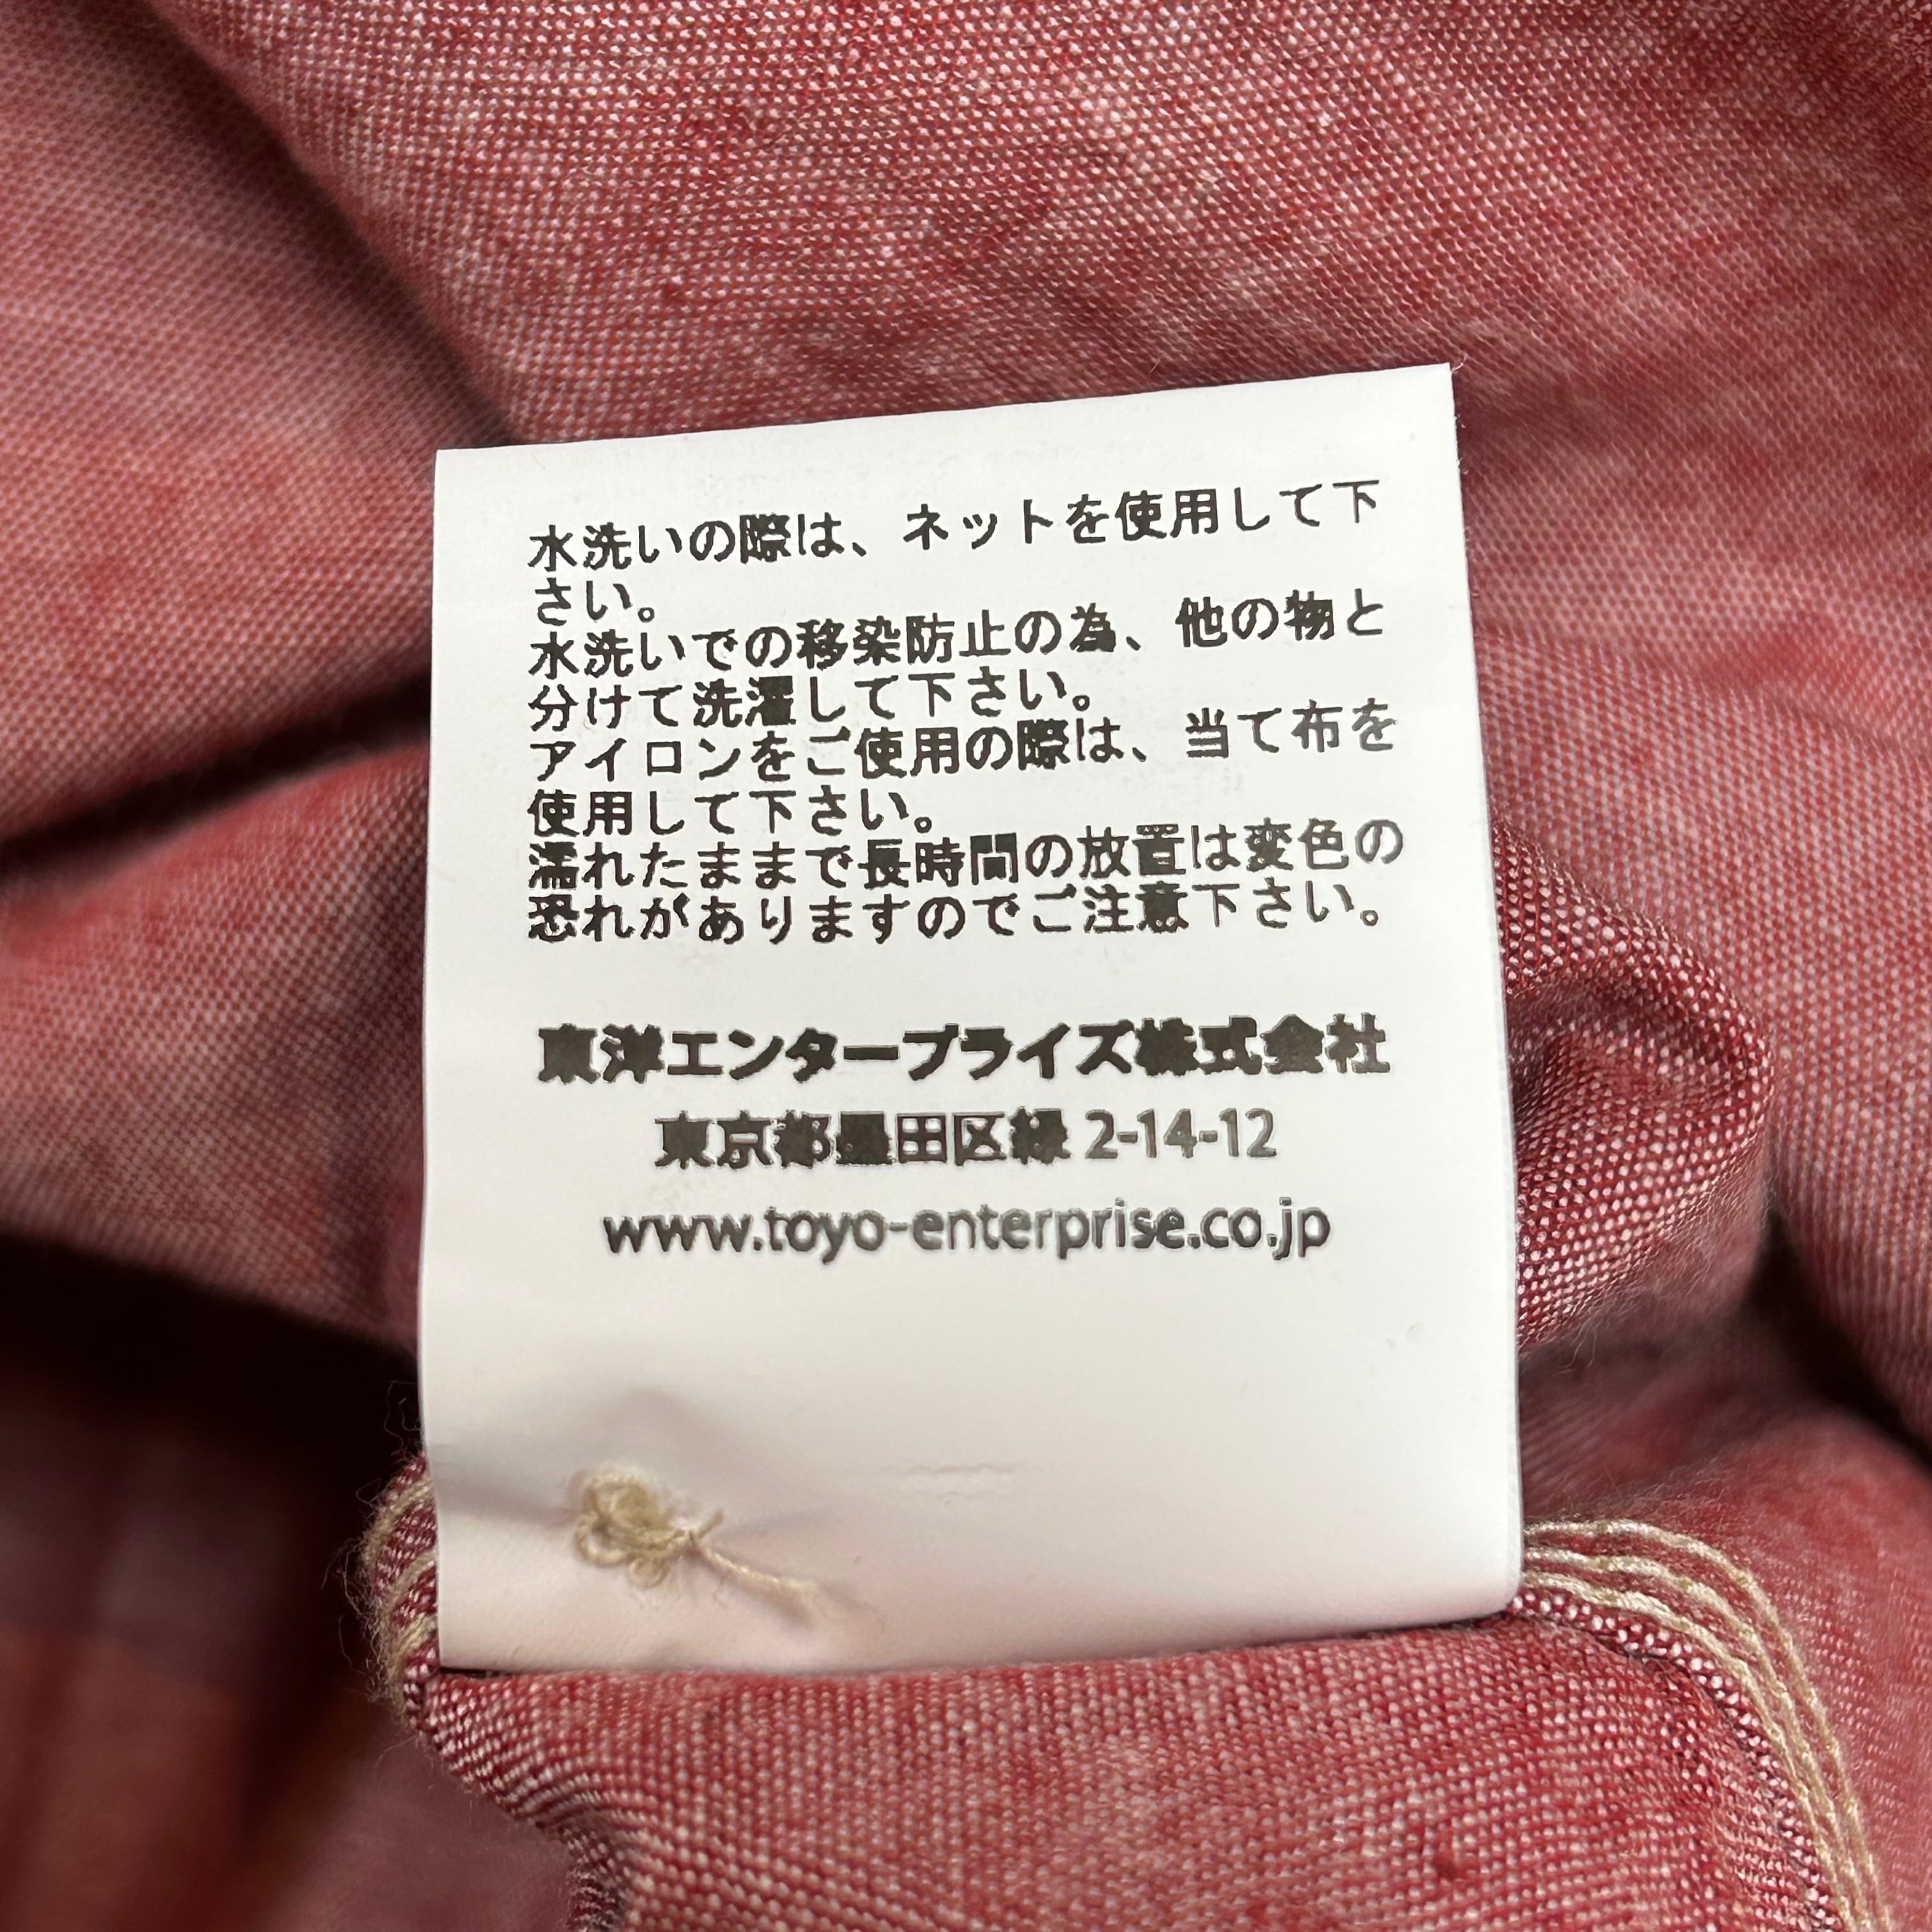 水洗いの際は、ネットを使用して下
さい。
水洗いでの移染防止の為、他の物と
分けて洗濯して下さい。
アイロンをご使用の際は、当て布を
使用して下さい。
濡れたままで長時間の放置は変色の
恐れがありますのでご注意下さい。
東洋エンタープライズ株式会社
東京都墨田区緑 2-14-12
www.toyo-enterprise.co.jp